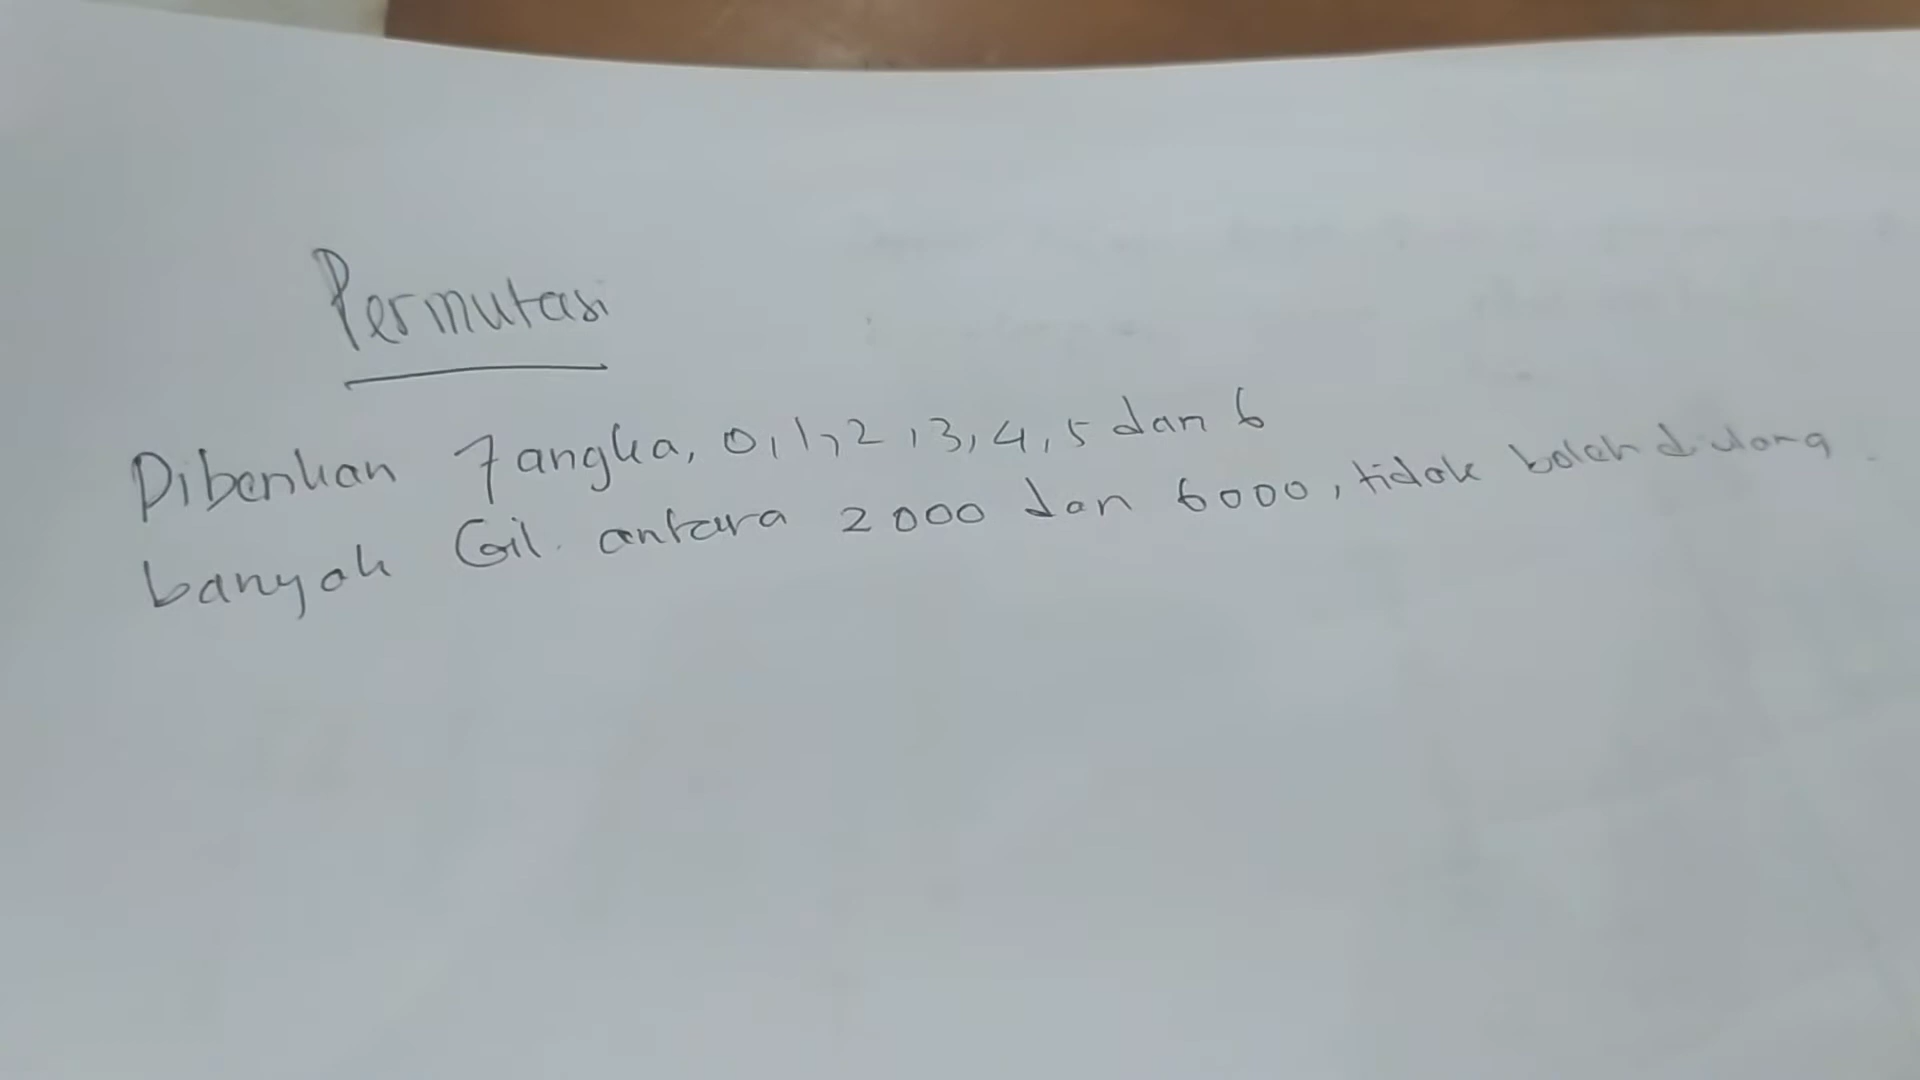 Permutasi
Diberikan 7 angka, 0, 1, 2, 3, 4, 5 dan 6
banyak Gil. antara 2000 dan 6000, tidak boleh diulang.